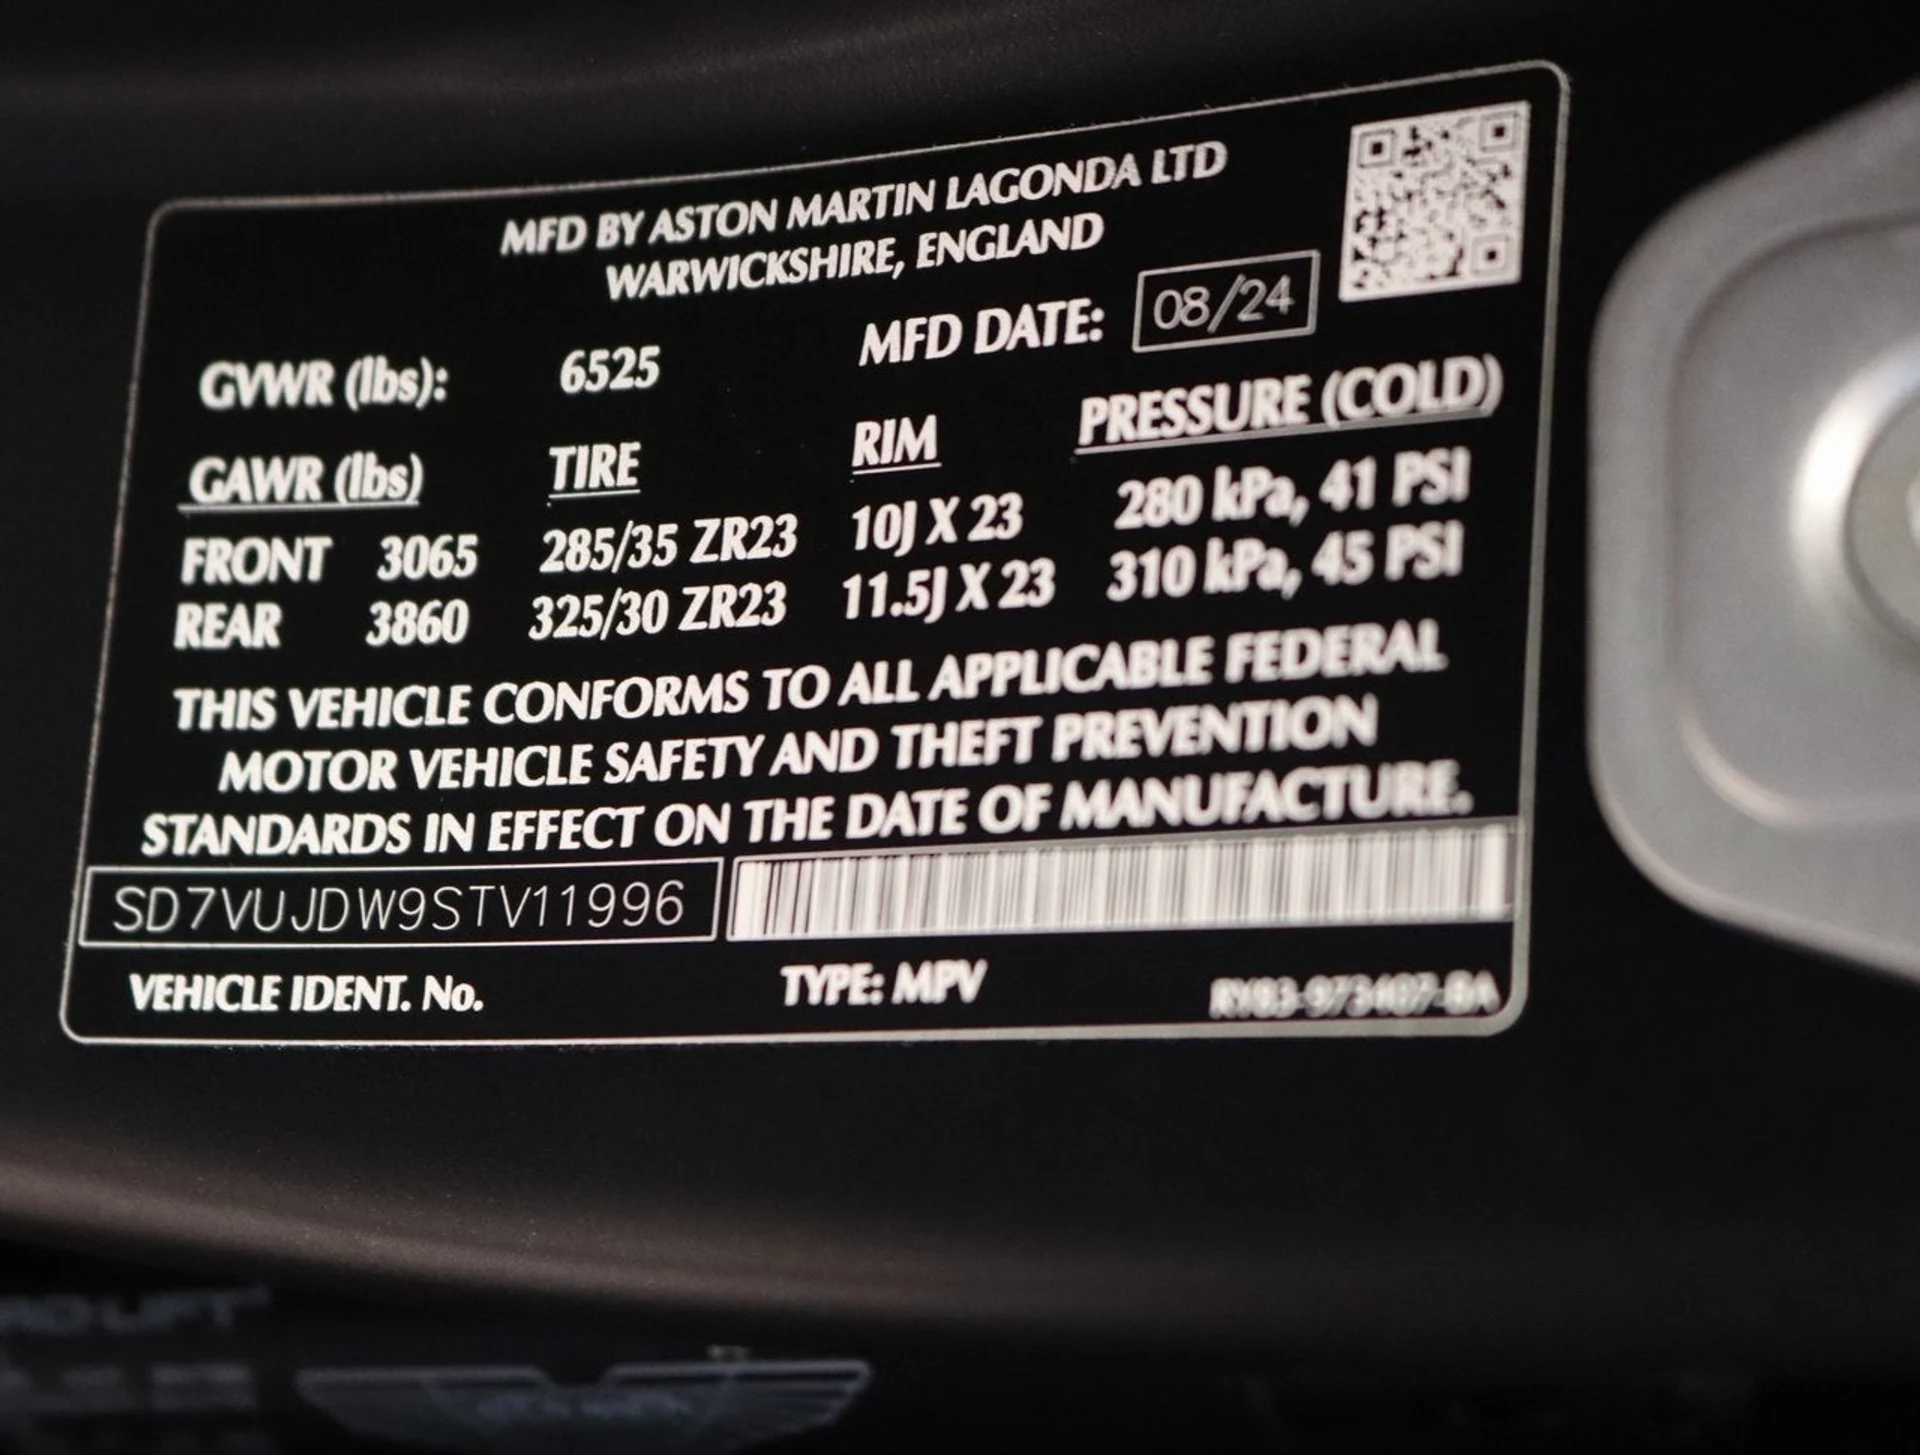 MFD BY ASTON MARTIN LAGONDA LTD
WARWICKSHIRE, ENGLAND
MFD DATE: 08/24
GVWR (lbs): 6525
GAWR (lbs) TIRE RIM PRESSURE (COLD)
FRONT 3065 285/35 ZR23 10J X 23 280 kPa, 41 PSI
REAR 3860 325/30 ZR23 11.5J X 23 310 kPa, 45 PSI
THIS VEHICLE CONFORMS TO ALL APPLICABLE FEDERAL
MOTOR VEHICLE SAFETY AND THEFT PREVENTION
STANDARDS IN EFFECT ON THE DATE OF MANUFACTURE.
SD7VUJDW9STV11996
VEHICLE IDENT. No. TYPE: MPV